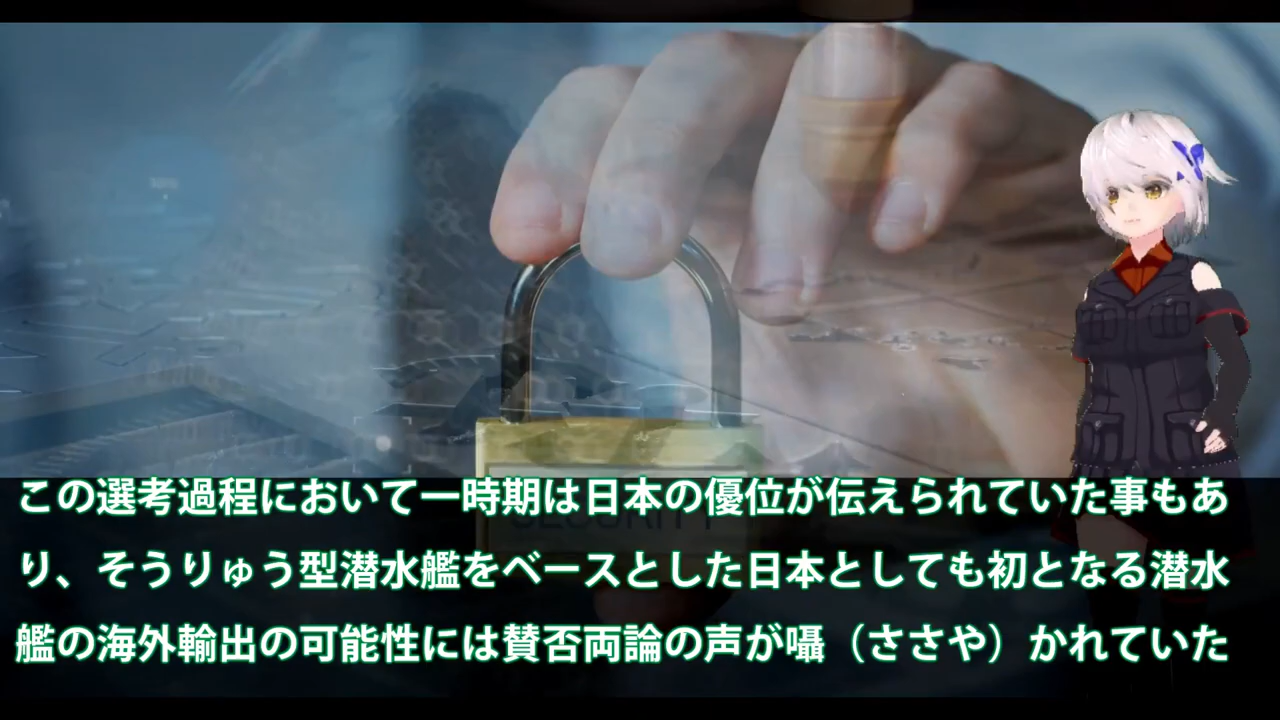 この選考過程において一時期は日本の優位が伝えられていた事もあ
り、そうりゅう型潜水艦をベースとした日本としても初となる潜水
艦の海外輸出の可能性には賛否両論の声が囁（ささや）かれていた
SECURITY